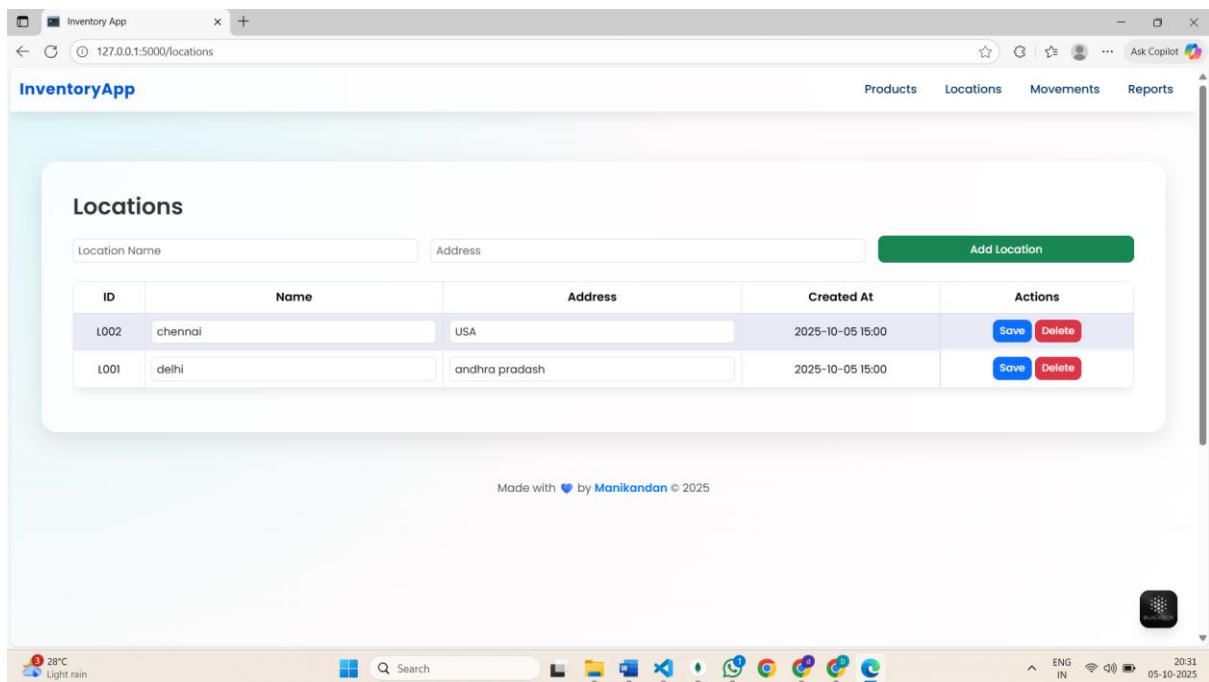 Inventory App
127.0.0.1:5000/locations
Ask Copilot
InventoryApp Products Locations Movements Reports
Locations
Location Name Address Add Location
ID Name Address Created At Actions
L002 chennai USA 2025-10-05 15:00 Save Delete
L001 delhi andhra pradash 2025-10-05 15:00 Save Delete
Made with 💙 by Manikandan © 2025
BLACKBOX
3 28°C
Light rain
Search
ENG
IN
20:31
05-10-2025